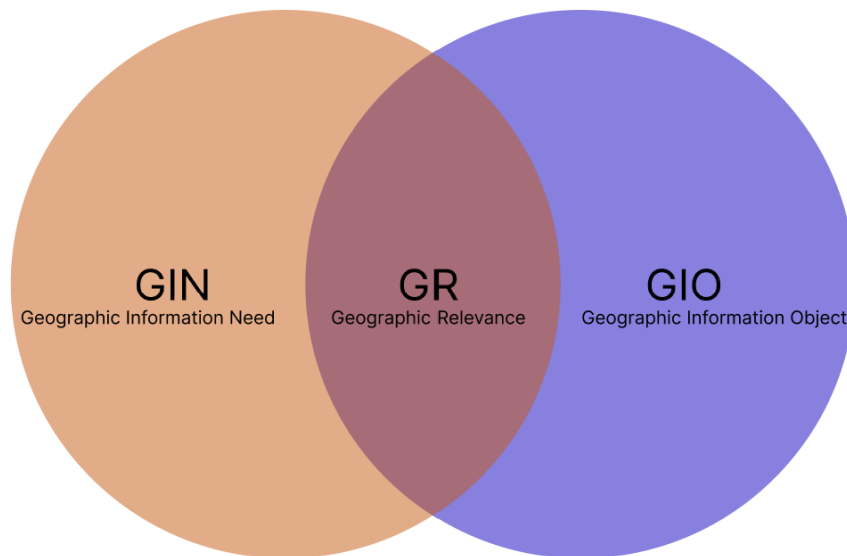 GIN
Geographic Information Need
GR
Geographic Relevance
GIO
Geographic Information Object